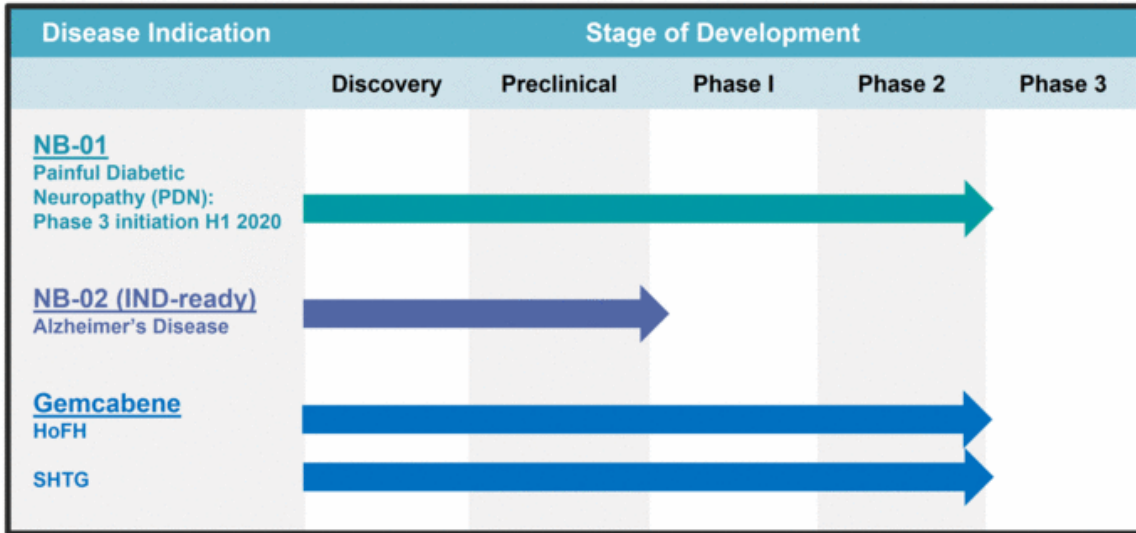 Disease Indication
Stage of Development
Discovery
Preclinical
Phase I
Phase 2
Phase 3
NB-01
Painful Diabetic
Neuropathy (PDN):
Phase 3 initiation H1 2020
NB-02 (IND-ready)
Alzheimer’s Disease
Gemcabene
HoFH
SHTG